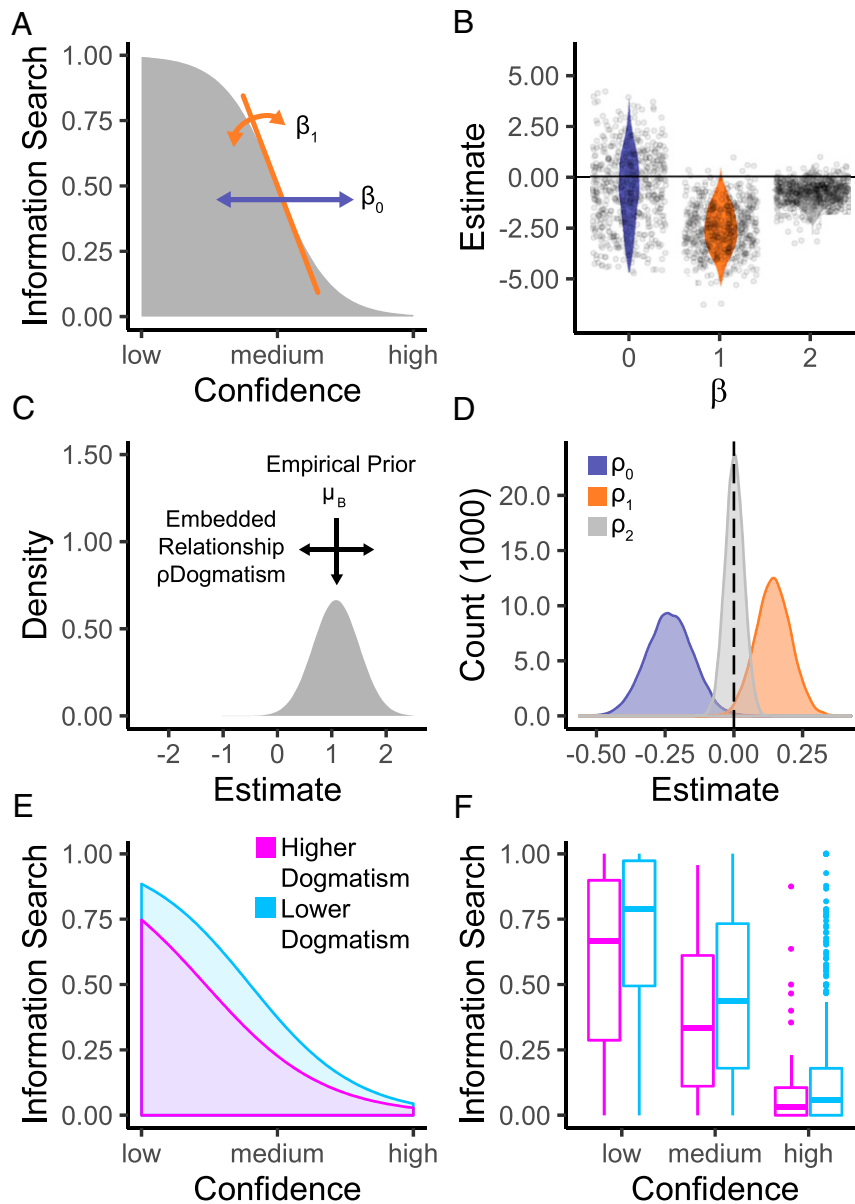 A
Information Search
1.00
0.75
0.50
0.25
0.00
β1
β0
low medium high
Confidence
B
Estimate
5.00
2.50
0.00
-2.50
-5.00
0 1 2
β
C
Density
1.50
1.00
0.50
0.00
Empirical Prior
μB
Embedded
Relationship
ρDogmatism
-2 -1 0 1 2
Estimate
D
Count (1000)
20.0
15.0
10.0
5.0
0.0
ρ0
ρ1
ρ2
-0.50 -0.25 0.00 0.25
Estimate
E
Information Search
1.00
0.75
0.50
0.25
0.00
Higher
Dogmatism
Lower
Dogmatism
low medium high
Confidence
F
Information Search
1.00
0.75
0.50
0.25
0.00
low medium high
Confidence